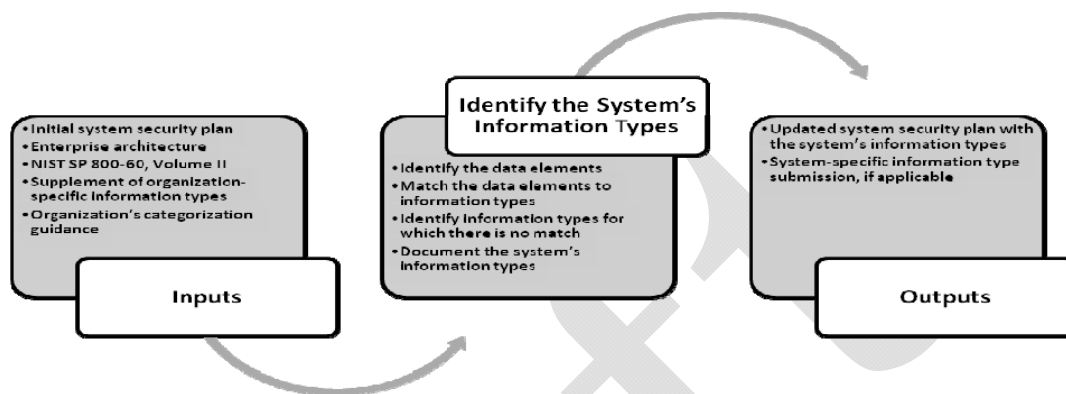 • Initial system security plan
• Enterprise architecture
• NIST SP 800-60, Volume II
• Supplement of organization-
specific information types
• Organization's categorization
guidance
Inputs
Identify the System's
Information Types
• Identify the data elements
• Match the data elements to
information types
• Identify information types for
which there is no match
• Document the system's
information types
• Updated system security plan with
the system's information types
• System-specific information type
submission, if applicable
Outputs